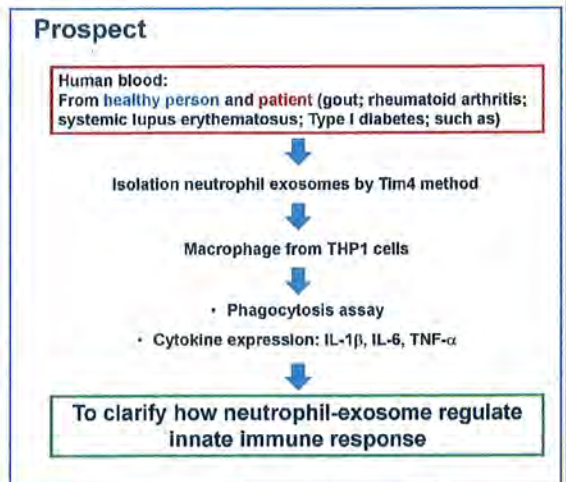 Prospect
Human blood:
From healthy person and patient (gout; rheumatoid arthritis;
systemic lupus erythematosus; Type I diabetes; such as)
Isolation neutrophil exosomes by Tim4 method
Macrophage from THP1 cells
・ Phagocytosis assay
・ Cytokine expression: IL-1β, IL-6, TNF-α
To clarify how neutrophil-exosome regulate
innate immune response